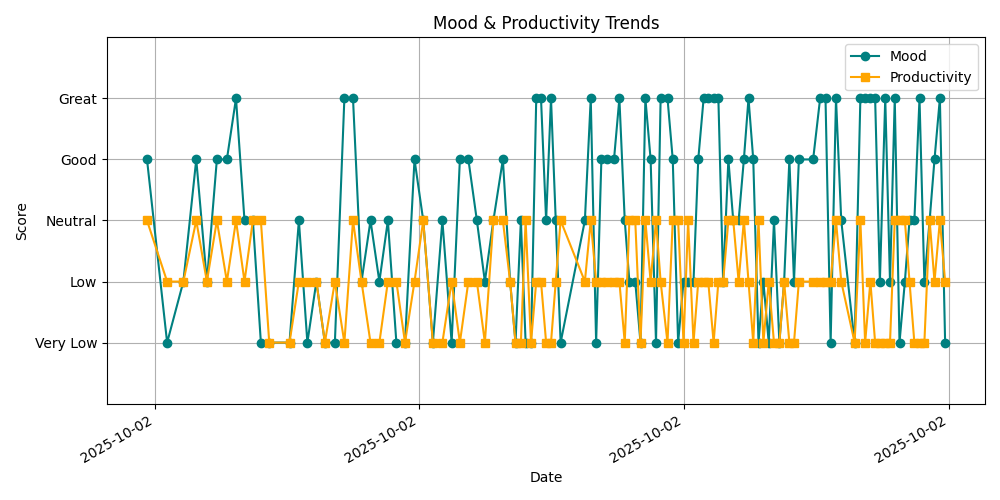 Mood & Productivity Trends
Mood
Productivity
Great
Good
Neutral
Low
Very Low
Score
2025-10-02
2025-10-02
2025-10-02
2025-10-02
Date